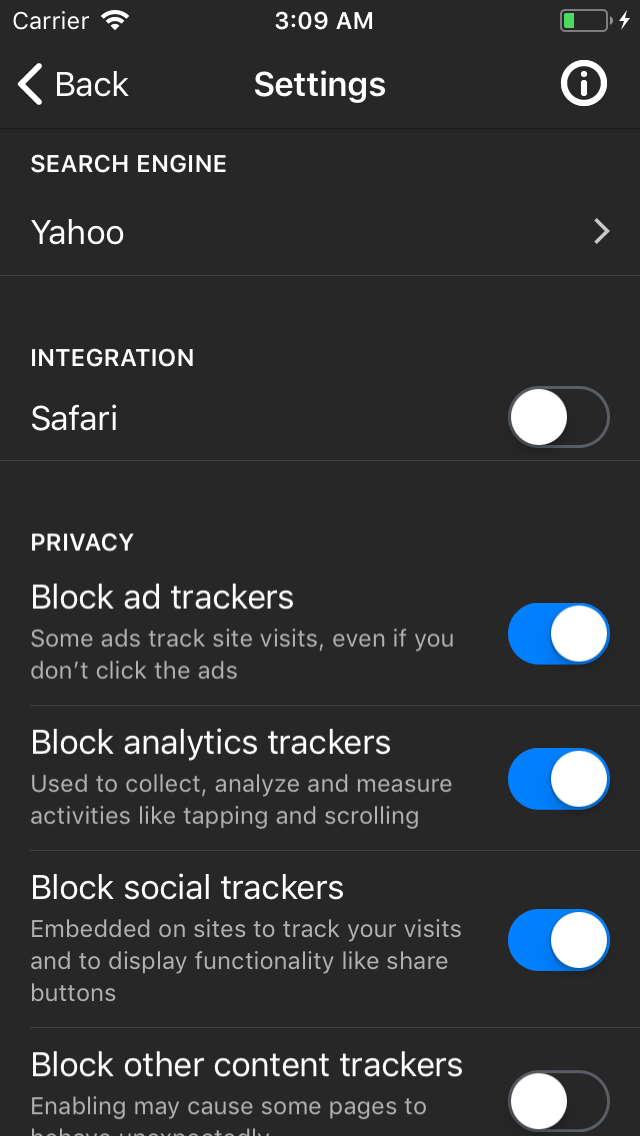 Carrier 3:09 AM
Back Settings
SEARCH ENGINE
Yahoo
INTEGRATION
Safari
PRIVACY
Block ad trackers
Some ads track site visits, even if you
don’t click the ads
Block analytics trackers
Used to collect, analyze and measure
activities like tapping and scrolling
Block social trackers
Embedded on sites to track your visits
and to display functionality like share
buttons
Block other content trackers
Enabling may cause some pages to
behave unexpectedly